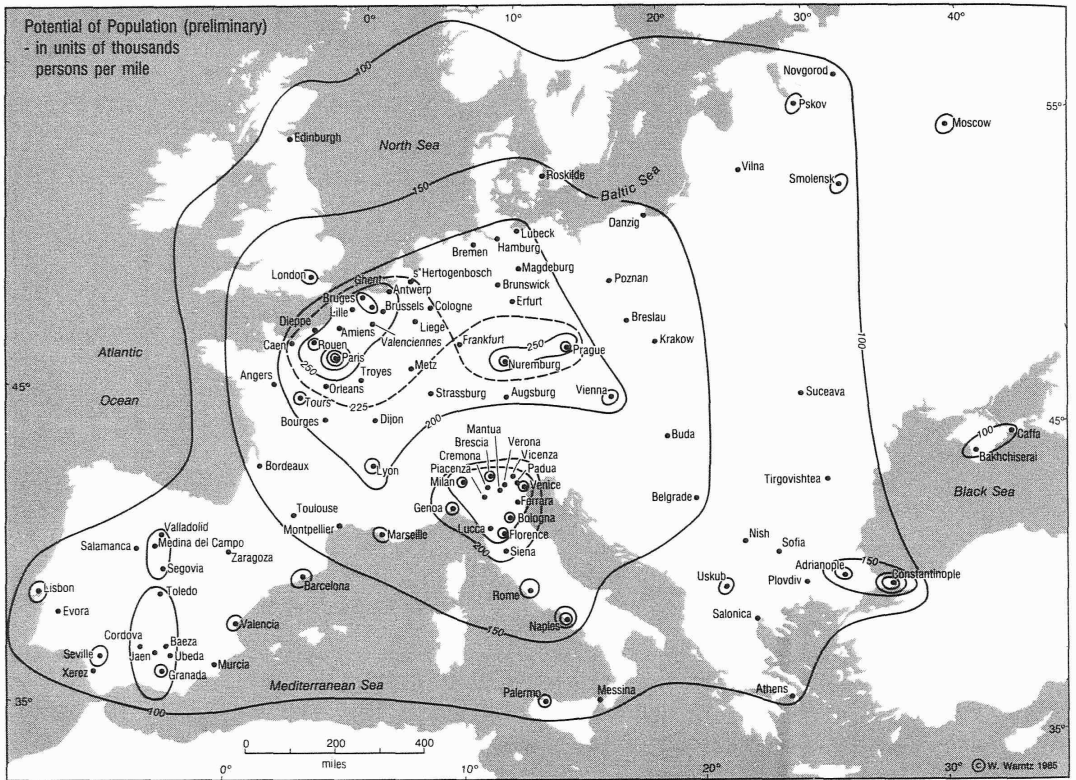 Potential of Population (preliminary)
- in units of thousands
persons per mile
0°
10°
20°
30°
40°
100
Novgorod
Pskov
55°
Moscow
Edinburgh
North Sea
Vilna
Smolensk
150
Roskilde
Baltic Sea
Danzig
Lübeck
Hamburg
Bremen
London
Ghent
s'Hertogenbosch
Magdeburg
Antwerp
Brunswick
Poznan
Bruges
Lille
Brussels
Cologne
Erfurt
Dieppe
Amiens
Liege
Breslau
Caen
Rouen
Valenciennes
Frankfurt
250
Prague
Krakow
100
Atlantic
Ocean
Paris
250
Metz
Nuremburg
Troyes
Angers
Orleans
225
Strassburg
Augsburg
Vienna
45°
Tours
Suceava
Bourges
Dijon
200
Mantua
Buda
45°
100
Caffa
Bakhchiserai
Brescia
Verona
Cremona
Vicenza
Bordeaux
Lyon
Piacenza
Padua
Milan
Venice
Tirgovishtea
Black Sea
Ferrara
Belgrade
Toulouse
Genoa
Bologna
Montpellier
Marseille
Lucca
Florence
200
Siena
Valladolid
Salamanca
Medina del Campo
Zaragoza
Nish
Sofia
Segovia
Adrianople
150
Constantinople
Lisbon
Toledo
Barcelona
Rome
Uskub
Plovdiv
Evora
Valencia
Naples
150
Salonica
Cordova
Baeza
Seville
Jaen
Ubeda
Xerez
Granada
Murcia
Mediterranean Sea
Palermo
Messina
Athens
35°
100
35°
0
200
400
miles
0°
10°
20°
30°
© W. Warntz 1985